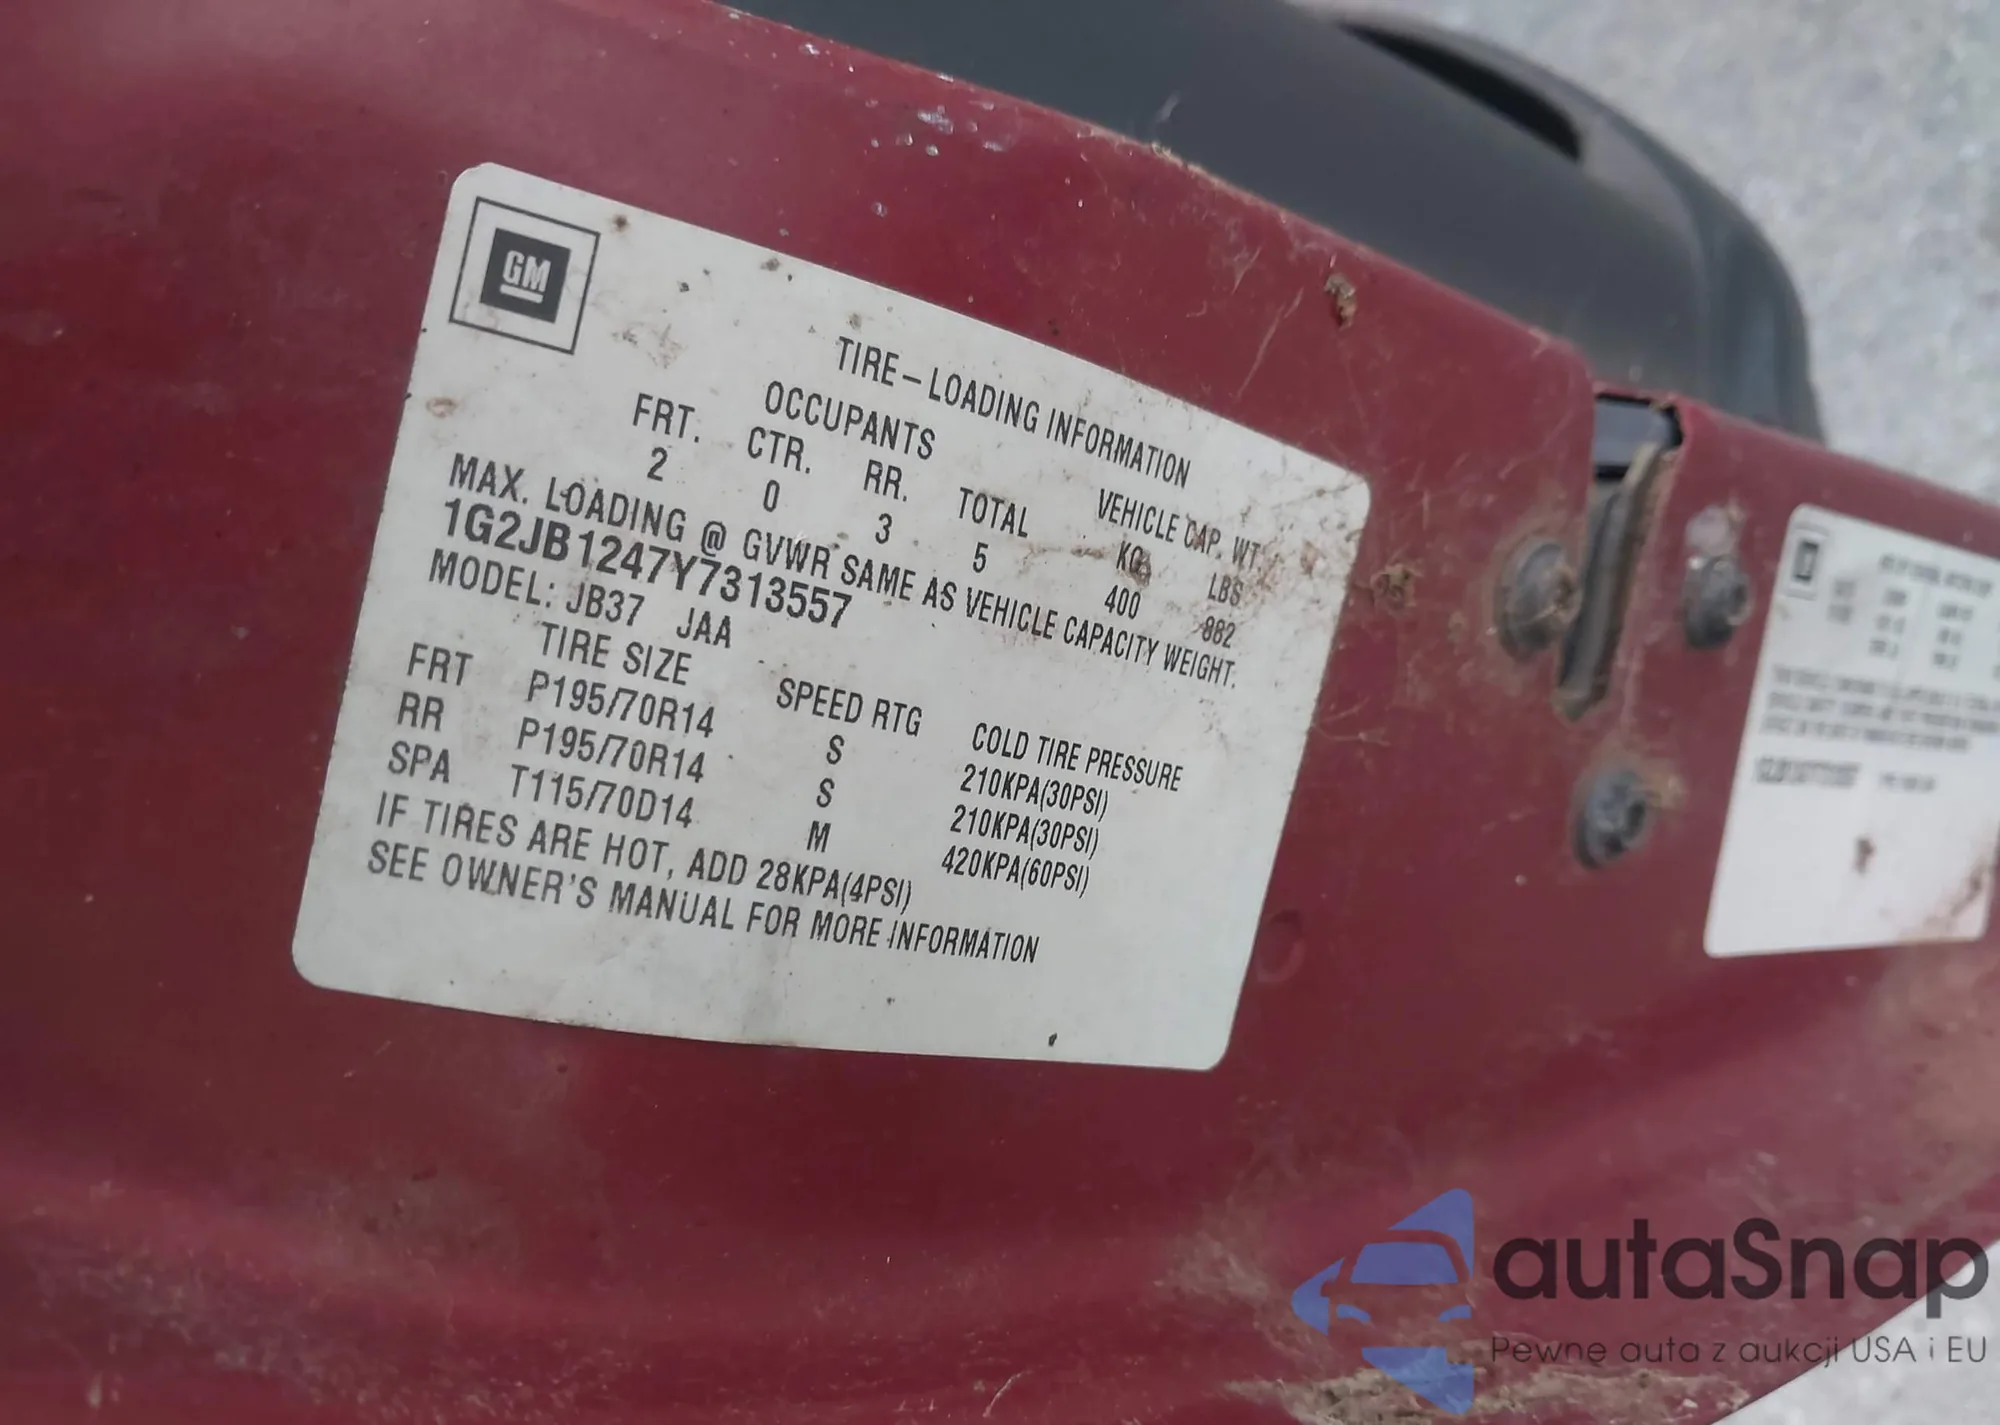 GM
TIRE–LOADING INFORMATION
OCCUPANTS VEHICLE CAP. WT.
FRT. CTR. RR. TOTAL KG LBS
2 0 3 5 400 882
MAX. LOADING @ GVWR SAME AS VEHICLE CAPACITY WEIGHT.
1G2JB1247Y7313557
MODEL: JB37 JAA
TIRE SIZE SPEED RTG COLD TIRE PRESSURE
FRT P195/70R14 S 210KPA(30PSI)
RR P195/70R14 S 210KPA(30PSI)
SPA T115/70D14 M 420KPA(60PSI)
IF TIRES ARE HOT, ADD 28KPA(4PSI)
SEE OWNER'S MANUAL FOR MORE INFORMATION
autaSnap
Pewne auta z aukcji USA i EU